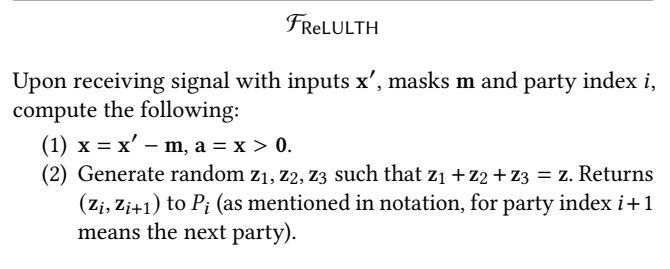 ℱReLULTH
Upon receiving signal with inputs x′, masks m and party index i,
compute the following:
(1) x = x′ − m, a = x > 0.
(2) Generate random z₁, z₂, z₃ such that z₁ + z₂ + z₃ = z. Returns
(zᵢ, zᵢ₊₁) to Pᵢ (as mentioned in notation, for party index i + 1
means the next party).